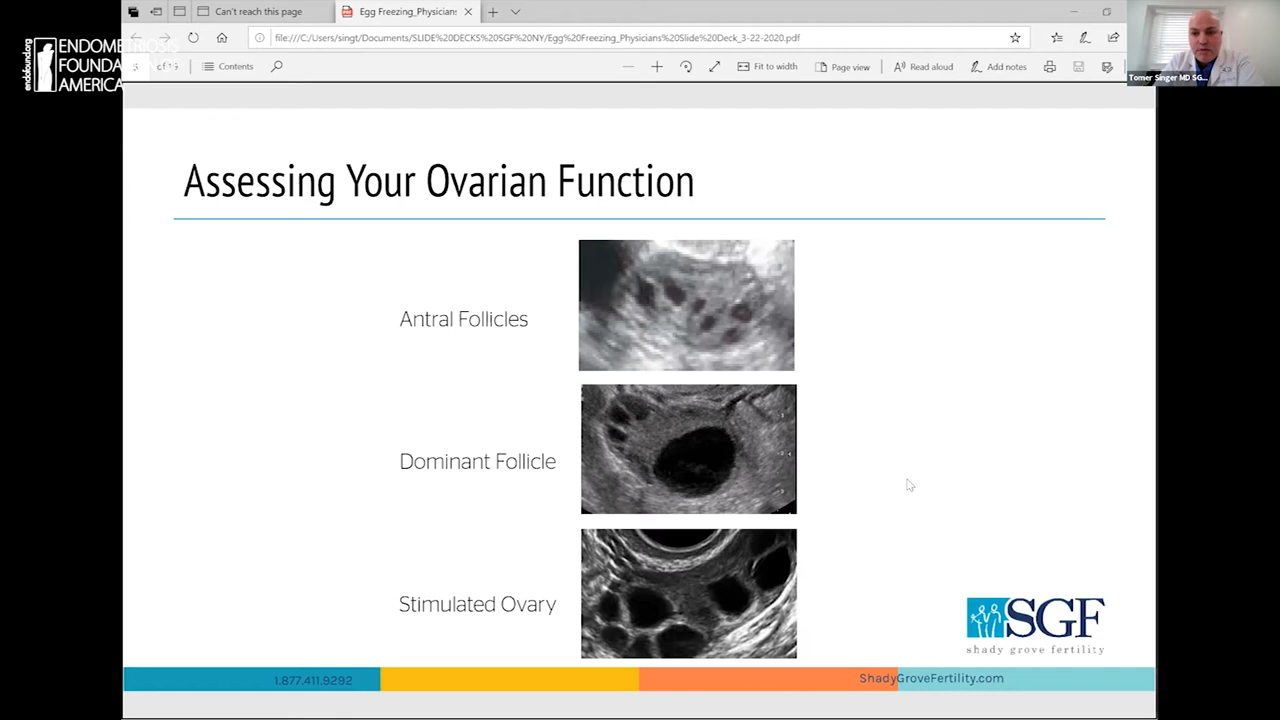 Can't reach this page
Egg Freezing_Physicians
file:///C:/Users/singt/Documents/SLIDE%20DECKS%20SGF%20NY/Egg%20Freezing_Physicians%20Slide%20Deck_3-22-2020.pdf
Contents
Fit to width
Page view
Read aloud
Add notes
endofound.org
ENDOMETRIOSIS
FOUNDATION
AMERICA
Tomer Singer MD SG...
Assessing Your Ovarian Function
Antral Follicles
Dominant Follicle
Stimulated Ovary
SGF
shady grove fertility
1.877.411.9292
ShadyGroveFertility.com